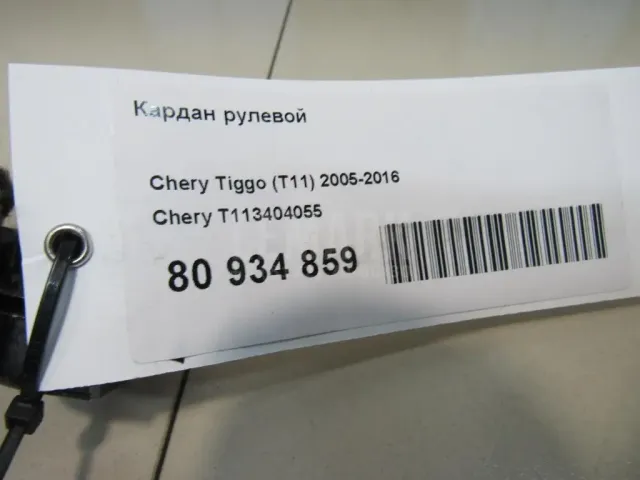 Кардан рулевой
Chery Tiggo (T11) 2005-2016
Chery T113404055
80 934 859